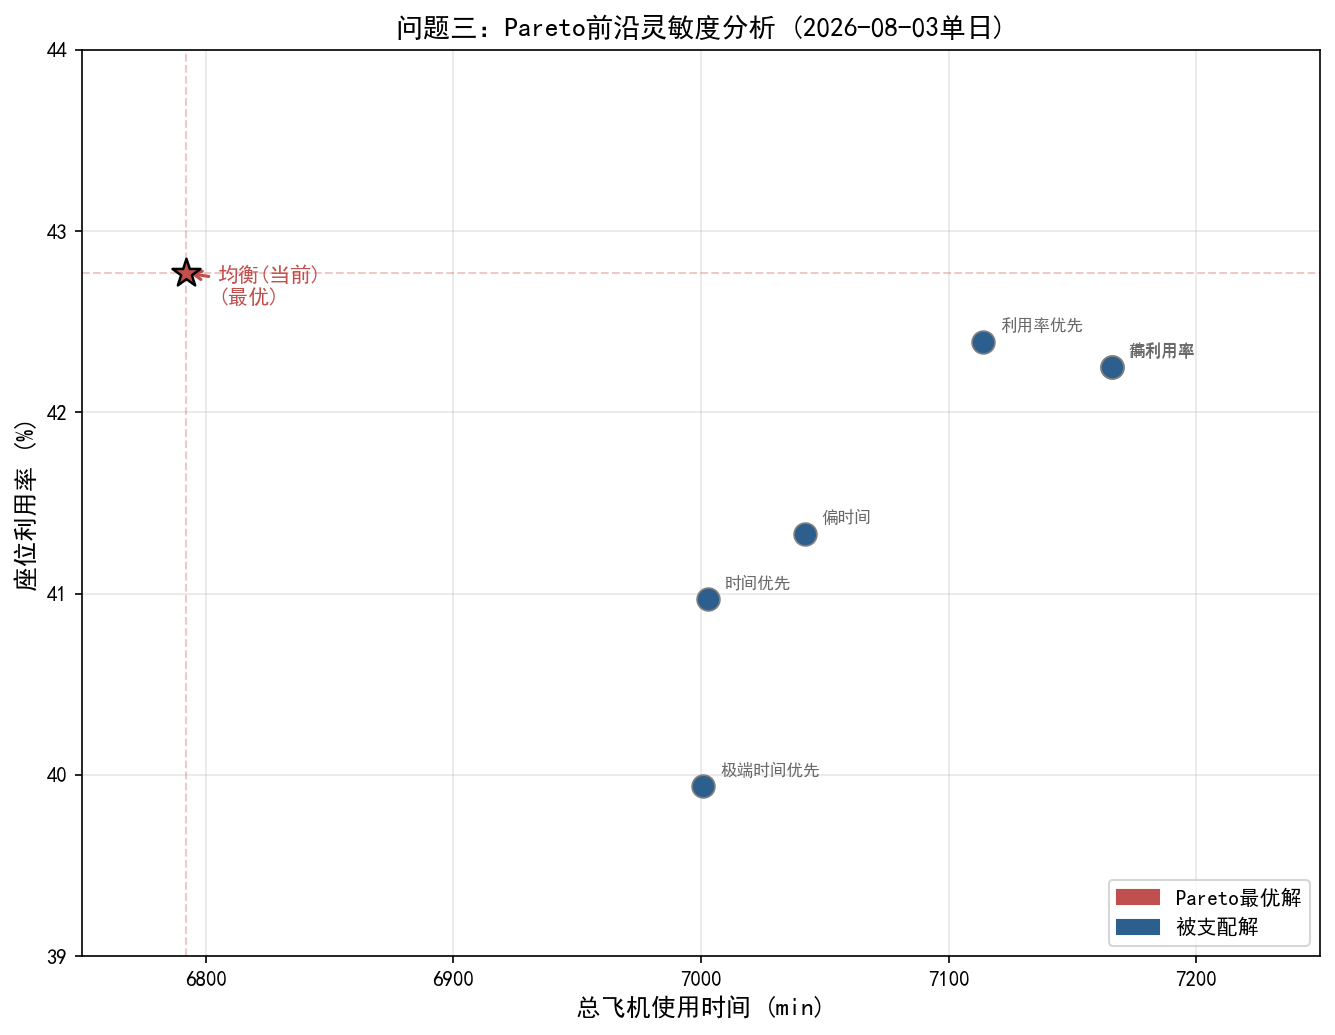 问题三：Pareto前沿灵敏度分析 (2026-08-03单日)
44
43
42
41
40
39
座位利用率 (%)
均衡(当前)
(最优)
利用率优先
偏时间
时间优先
极端时间优先
Pareto最优解
被支配解
6800
6900
7000
7100
7200
总飞机使用时间 (min)